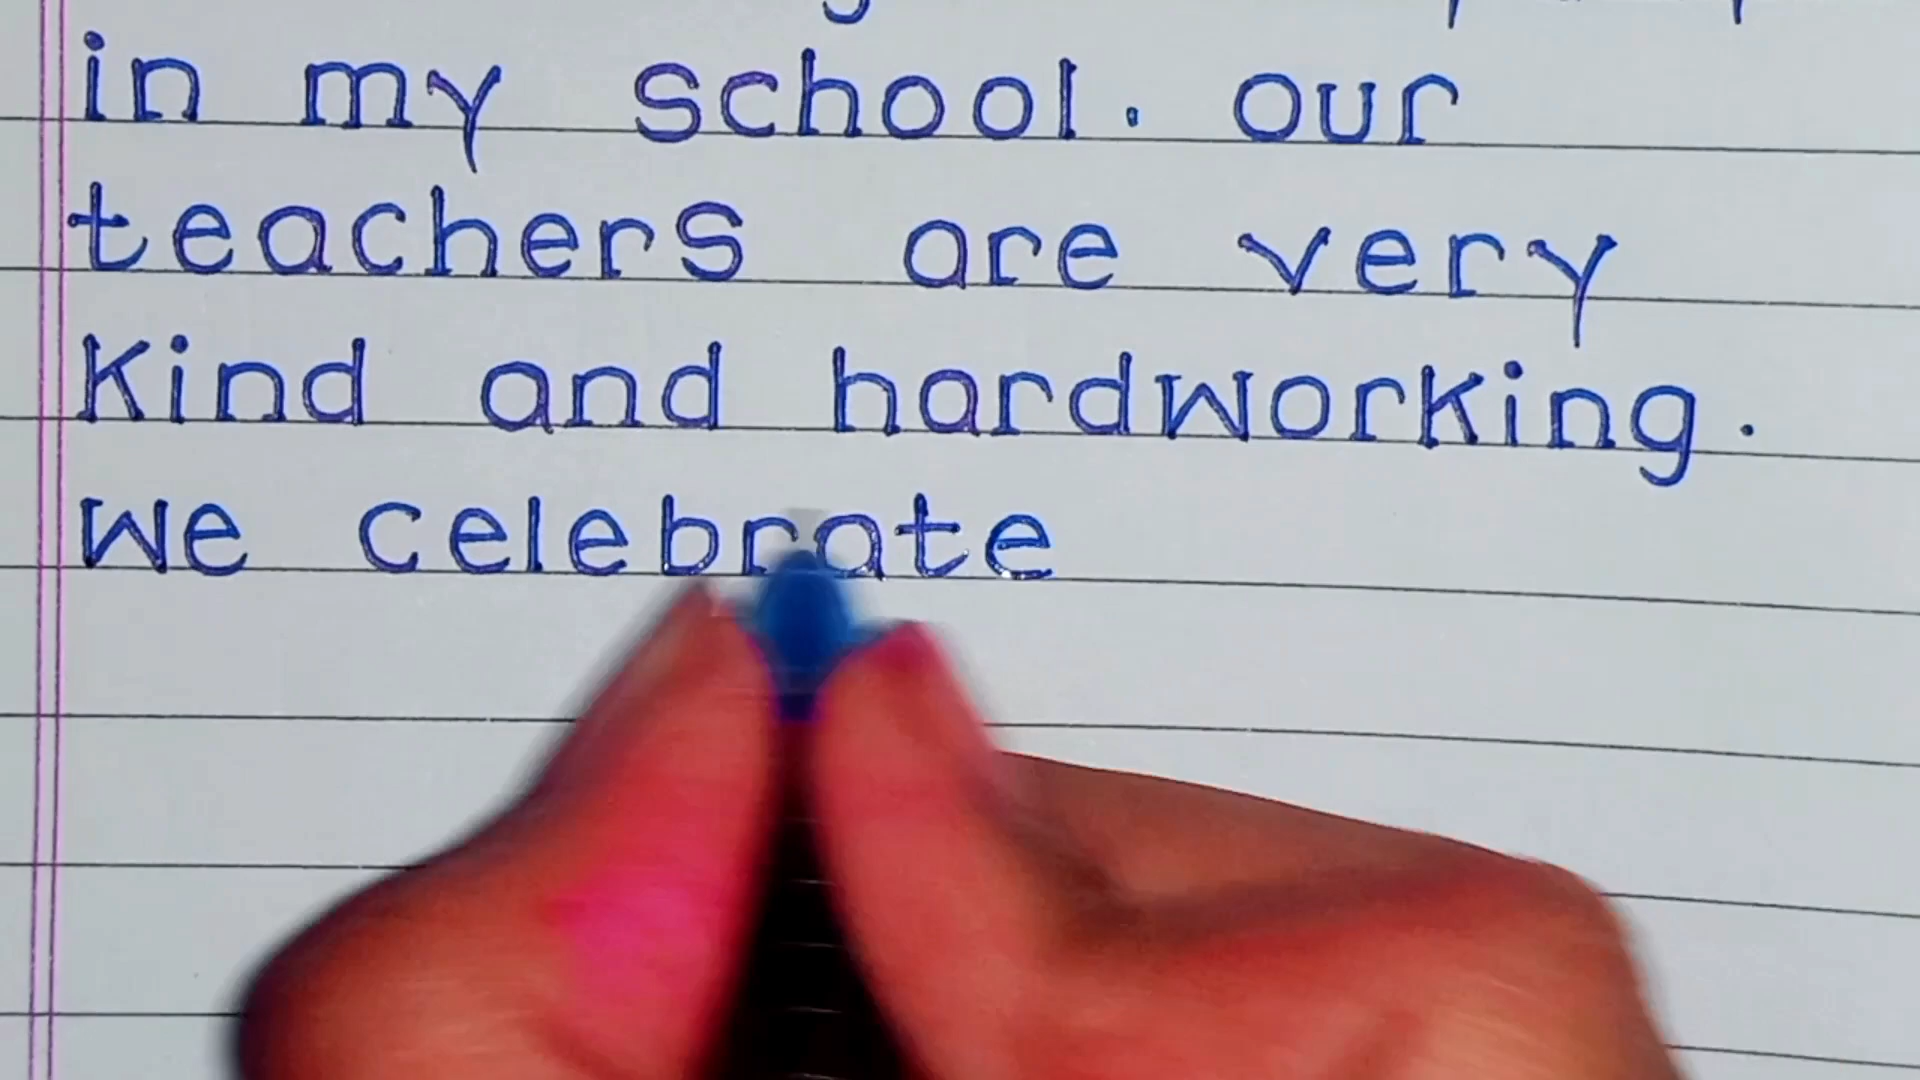 in my school. our
teachers are very
Kind and hardworking.
we celebrate